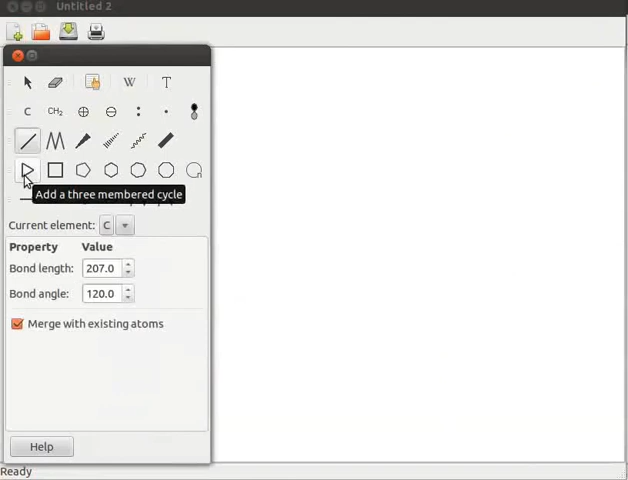 Untitled 2
W T
C CH2
n
Add a three membered cycle
Current element: C
Property Value
Bond length: 207.0
Bond angle: 120.0
Merge with existing atoms
Help
Ready